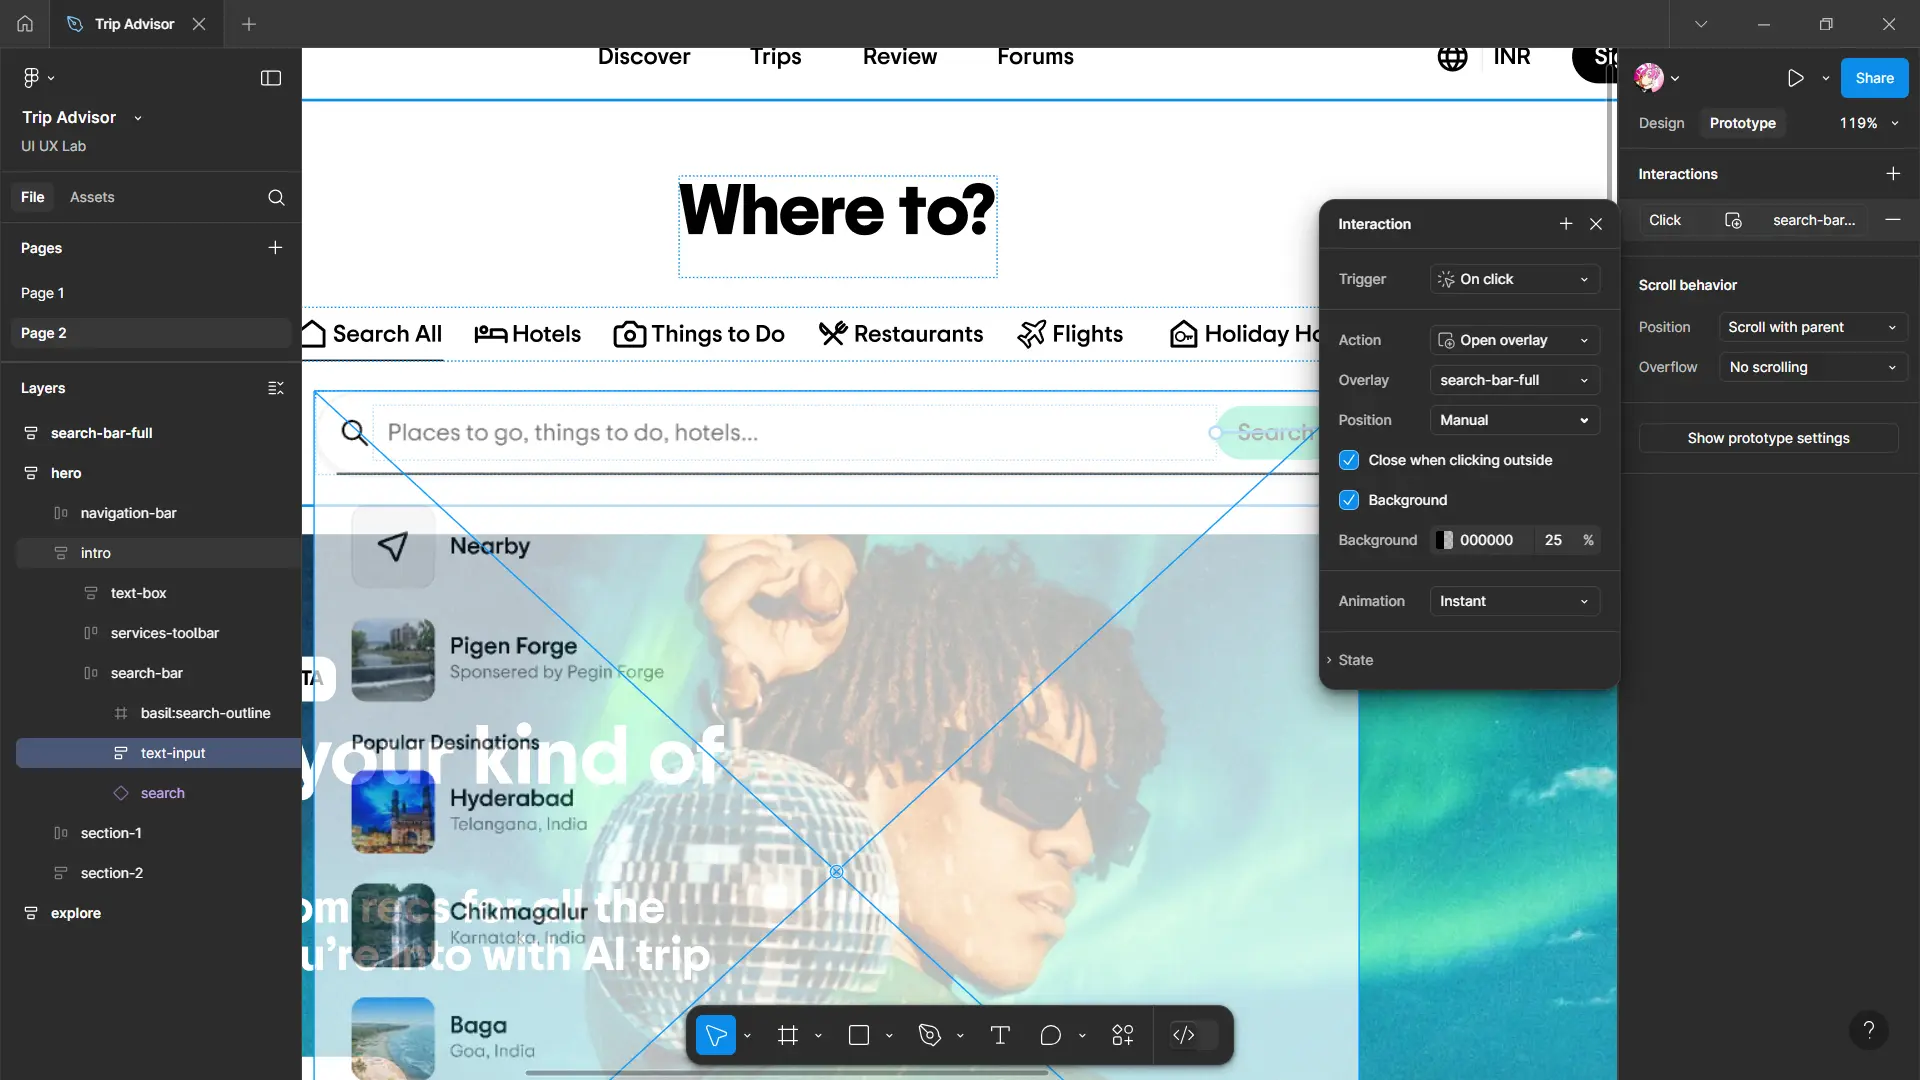 Trip Advisor
Trip Advisor
UI UX Lab
File
Assets
Pages
Page 1
Page 2
Layers
search-bar-full
hero
navigation-bar
intro
text-box
services-toolbar
search-bar
basil:search-outline
text-input
search
section-1
section-2
explore
Discover
Trips
Review
Forums
INR
Si
Where to?
Search All
Hotels
Things to Do
Restaurants
Flights
Holiday Ho
Places to go, things to do, hotels...
Search
Nearby
Pigen Forge
Sponsered by Pegin Forge
TA
Popular Desinations
your kind of
Hyderabad
Telangana, India
om recs for all the
Chikmagalur
Karnataka, India
u're into with AI trip
Baga
Goa, India
Interaction
Trigger
On click
Action
Open overlay
Overlay
search-bar-full
Position
Manual
Close when clicking outside
Background
Background
000000
25
%
Animation
Instant
State
Share
Design
Prototype
119%
Interactions
Click
search-bar...
Scroll behavior
Position
Scroll with parent
Overflow
No scrolling
Show prototype settings
?